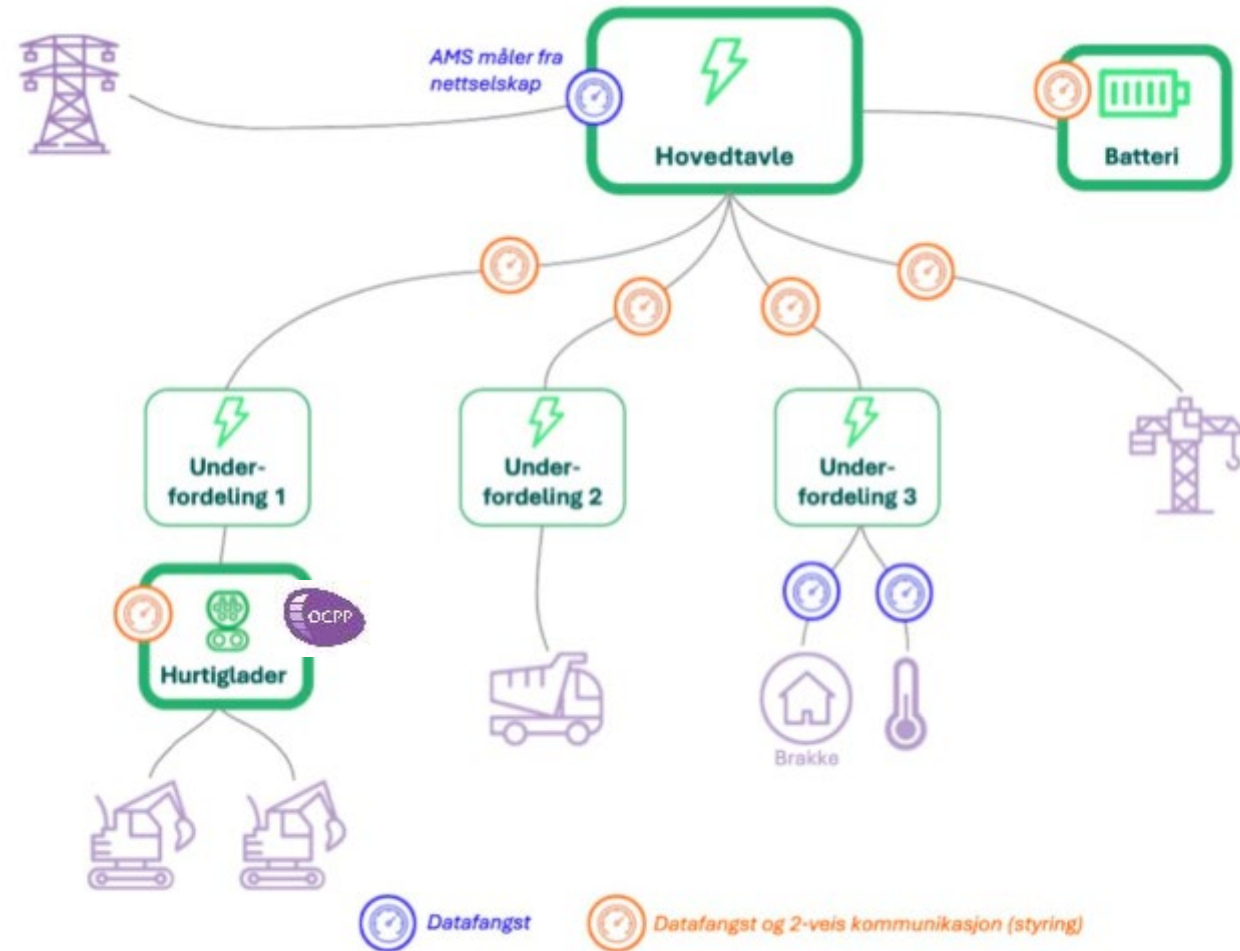 AMS måler fra
nettselskap
Hovedtavle
Batteri
Under-
fordeling 1
Under-
fordeling 2
Under-
fordeling 3
OCPP
Hurtiglader
Brakke
Datafangst
Datafangst og 2-veis kommunikasjon (styring)